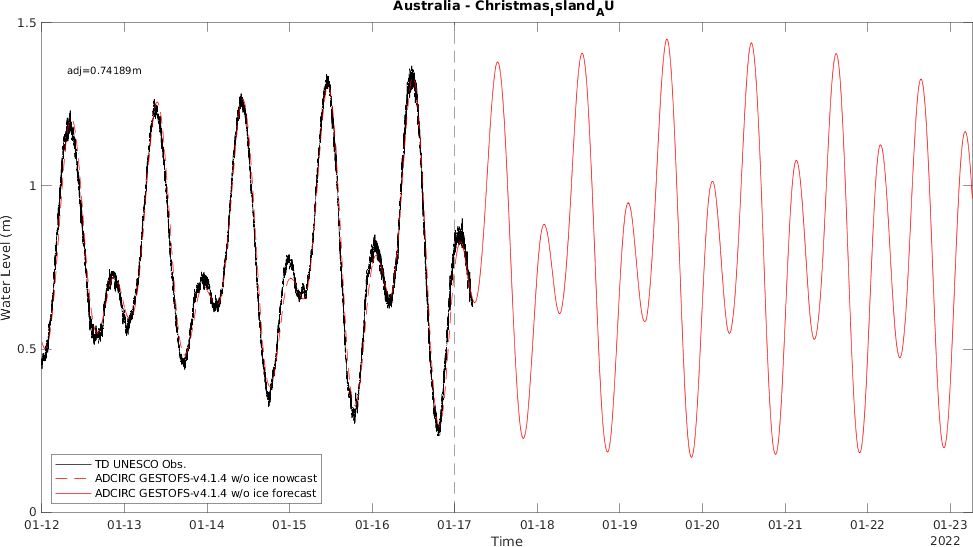 Australia - Christmas_Island_AU
1.5
adj=0.74189m
1
Water Level (m)
0.5
TD UNESCO Obs.
ADCIRC GESTOFS-v4.1.4 w/o ice nowcast
ADCIRC GESTOFS-v4.1.4 w/o ice forecast
0
01-12 01-13 01-14 01-15 01-16 01-17 01-18 01-19 01-20 01-21 01-22 01-23
Time 2022